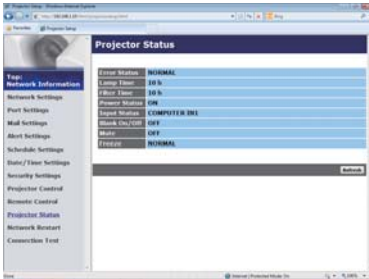 Projector Status
Top:
Network Information
Network Settings
Port Settings
Mail Settings
Alert Settings
Schedule Settings
Date/Time Settings
Security Settings
Projector Control
Remote Control
Projector Status
Network Restart
Connection Test
Error Status NORMAL
Lamp Time 10 h
Filter Time 10 h
Power Status ON
Input Status COMPUTER IN1
Blank On/Off OFF
Mute OFF
Freeze NORMAL
Refresh